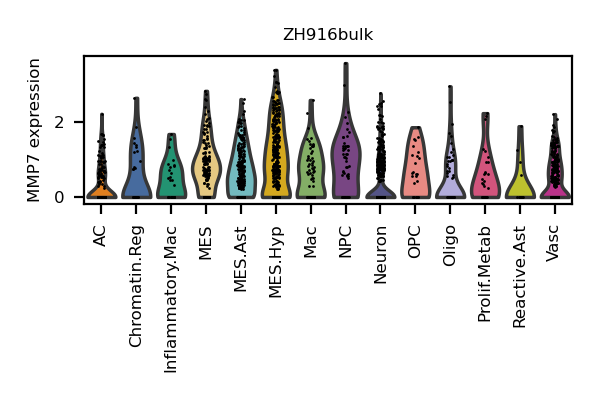 ZH916bulk
MMP7 expression
2
0
AC
Chromatin.Reg
Inflammatory.Mac
MES
MES.Ast
MES.Hyp
Mac
NPC
Neuron
OPC
Oligo
Prolif.Metab
Reactive.Ast
Vasc